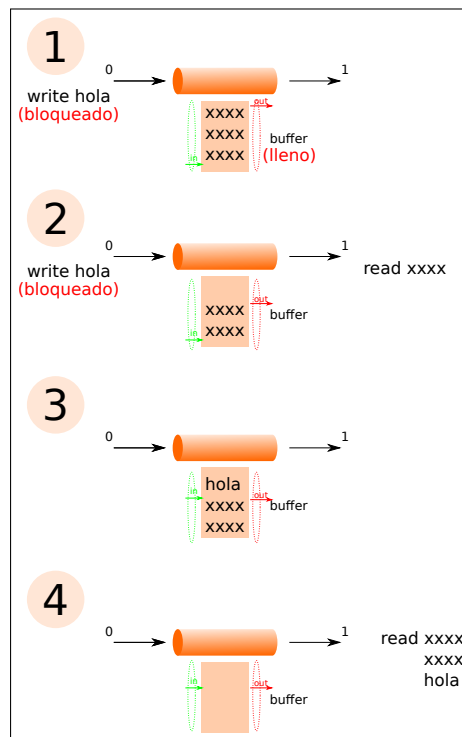 1
0
1
write hola
(bloqueado)
xxxx
xxxx
xxxx
in
out
buffer
(lleno)
2
0
1
write hola
(bloqueado)
read xxxx
xxxx
xxxx
in
out
buffer
3
0
1
hola
xxxx
xxxx
in
out
buffer
4
0
1
read xxxx
xxxx
hola
in
out
buffer